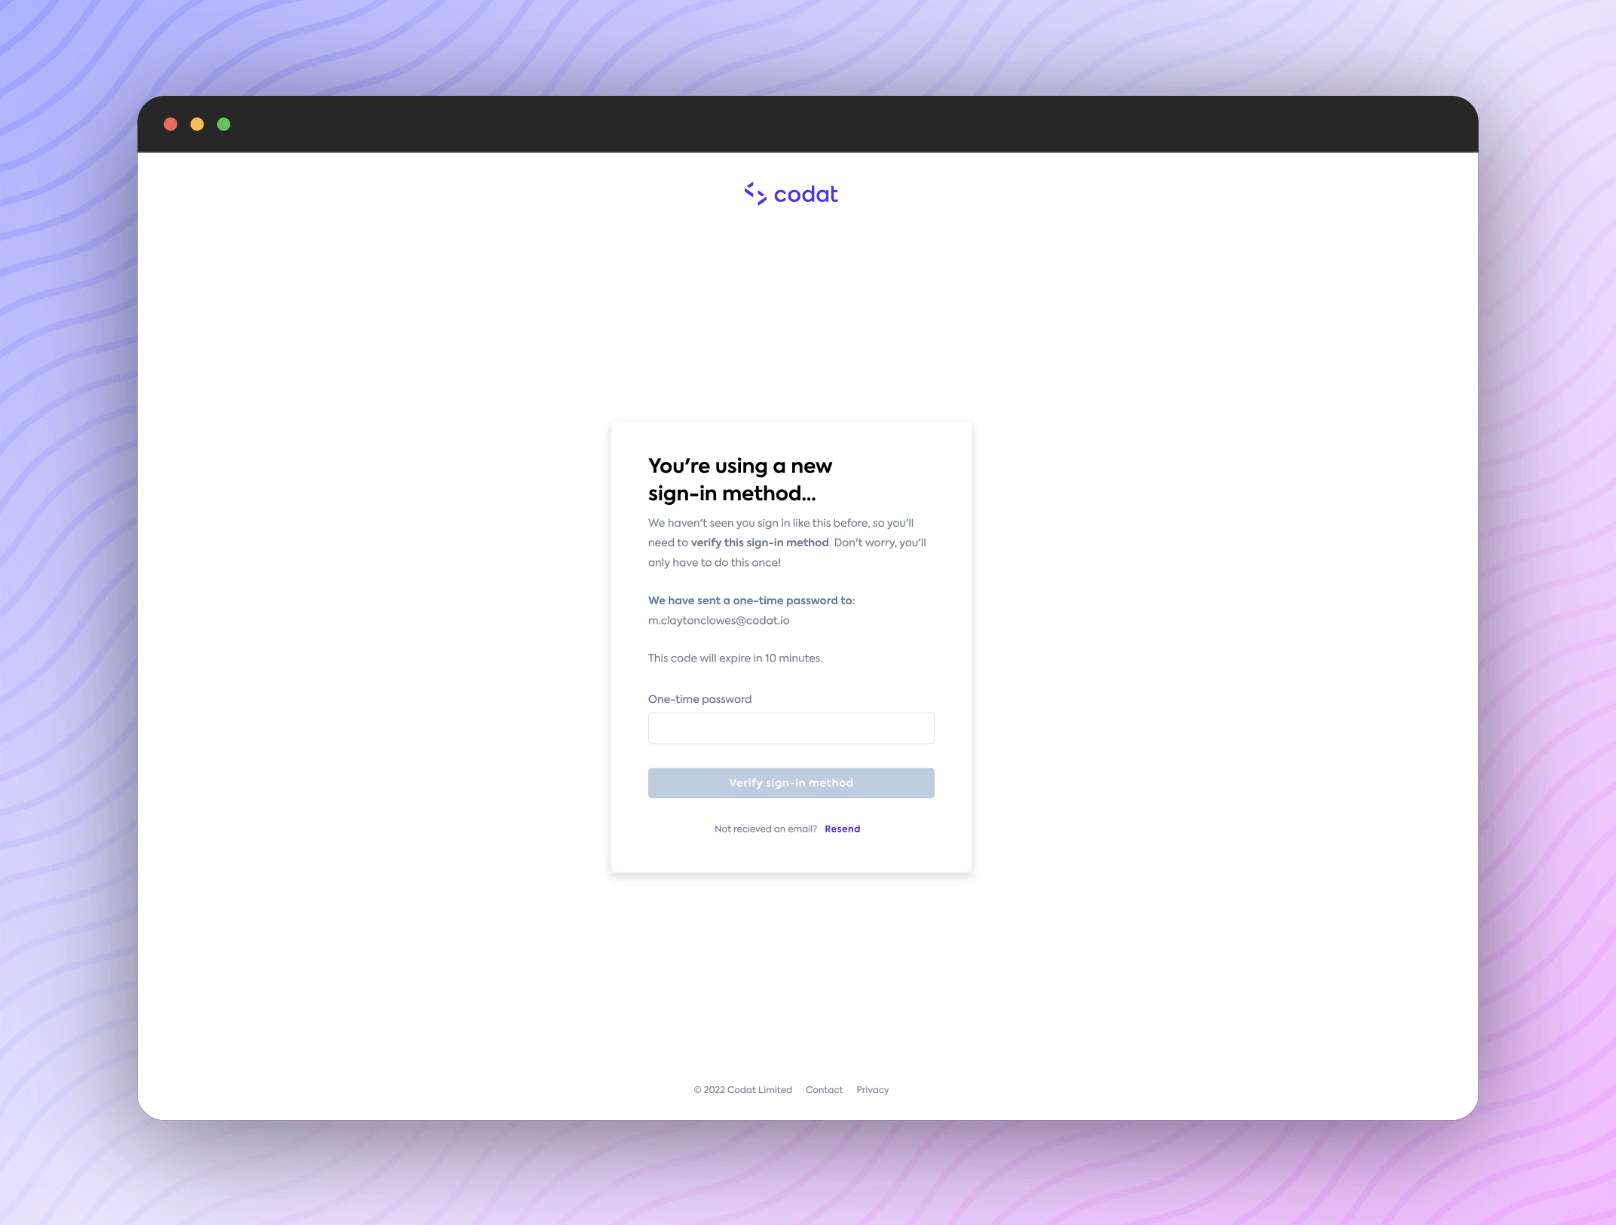 codat
You're using a new
sign-in method...
We haven't seen you sign in like this before, so you'll
need to verify this sign-in method. Don't worry, you'll
only have to do this once!
We have sent a one-time password to:
m.claytonclowes@codat.io
This code will expire in 10 minutes.
One-time password
Verify sign-in method
Not recieved an email? Resend
© 2022 Codat Limited Contact Privacy